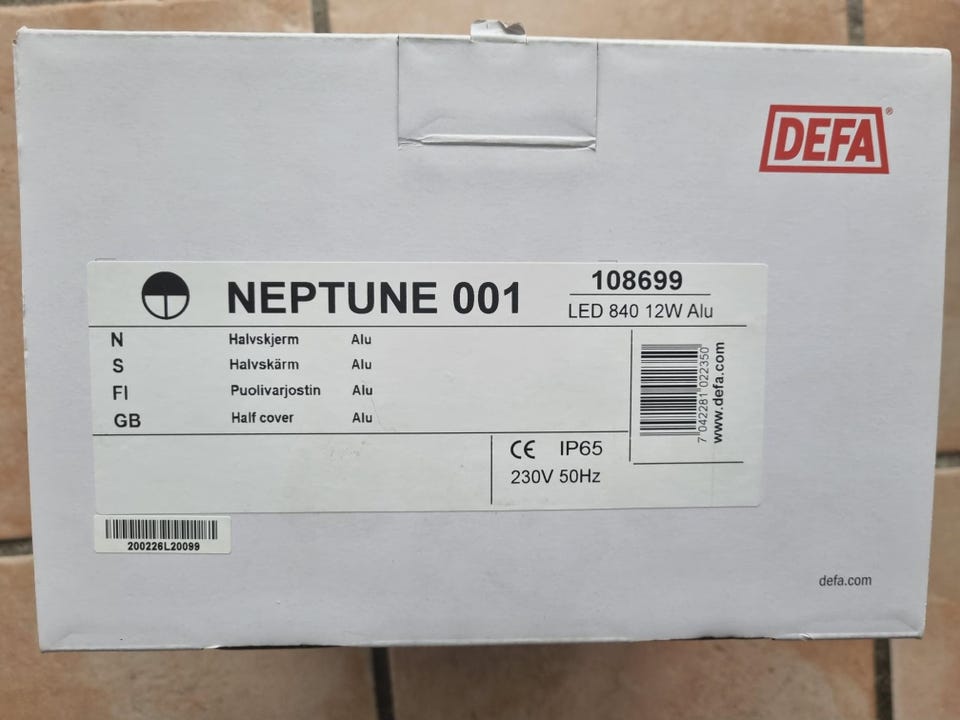 DEFA®
NEPTUNE 001
108699
LED 840 12W Alu
N Halvskjerm Alu
S Halvskärm Alu
FI Puolivarjostin Alu
GB Half cover Alu
7 042281 022350
www.defa.com
CE IP65
230V 50Hz
200226L20099
defa.com